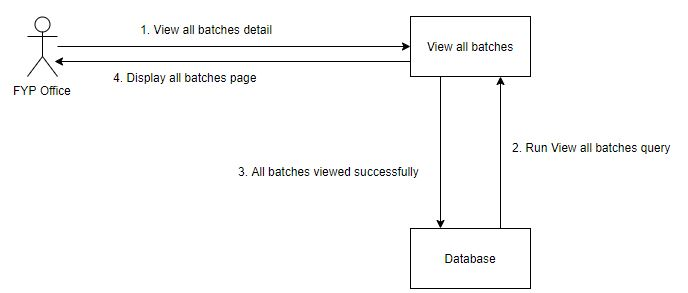 1. View all batches detail
View all batches
4. Display all batches page
FYP Office
2. Run View all batches query
3. All batches viewed successfully
Database